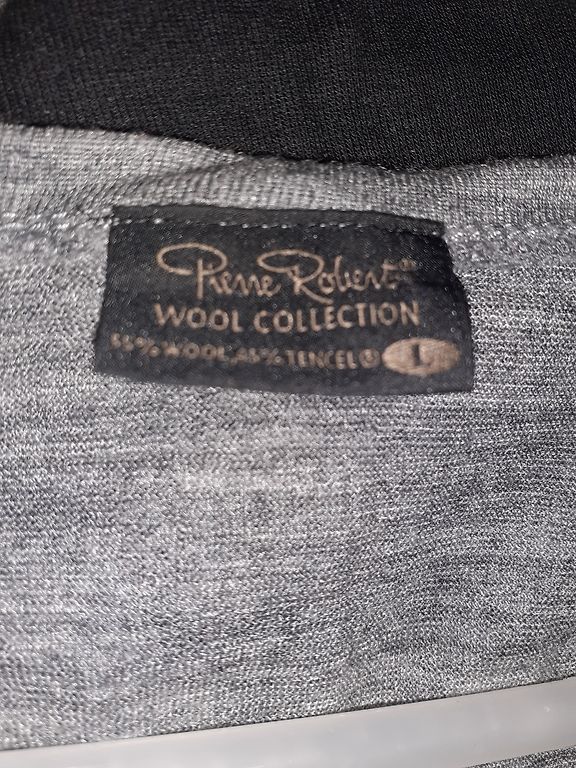 Pierre Robert
WOOL COLLECTION
55% WOOL, 45% TENCEL® L